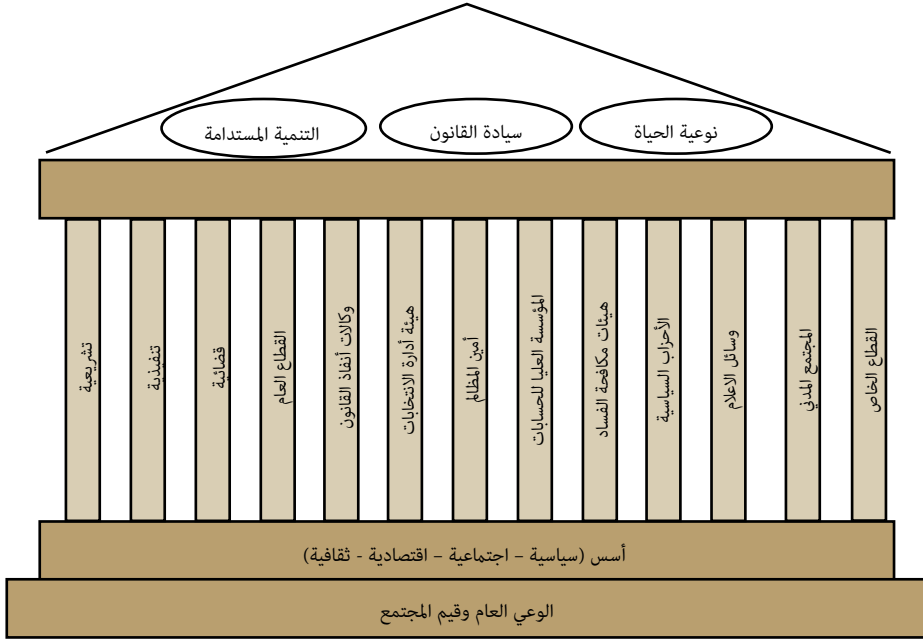 نوعية الحياة
سيادة القانون
التنمية المستدامة
القطاع الخاص
المجتمع المدني
وسائل الاعلام
الأحزاب السياسية
هيئات مكافحة الفساد
المؤسسة العليا للحسابات
أمين المظالم
هيئة أدارة الانتخابات
وكالات أنفاذ القانون
القطاع العام
قضائية
تنفيذية
تشريعية
أسس (سياسية – اجتماعية – اقتصادية - ثقافية)
الوعي العام وقيم المجتمع